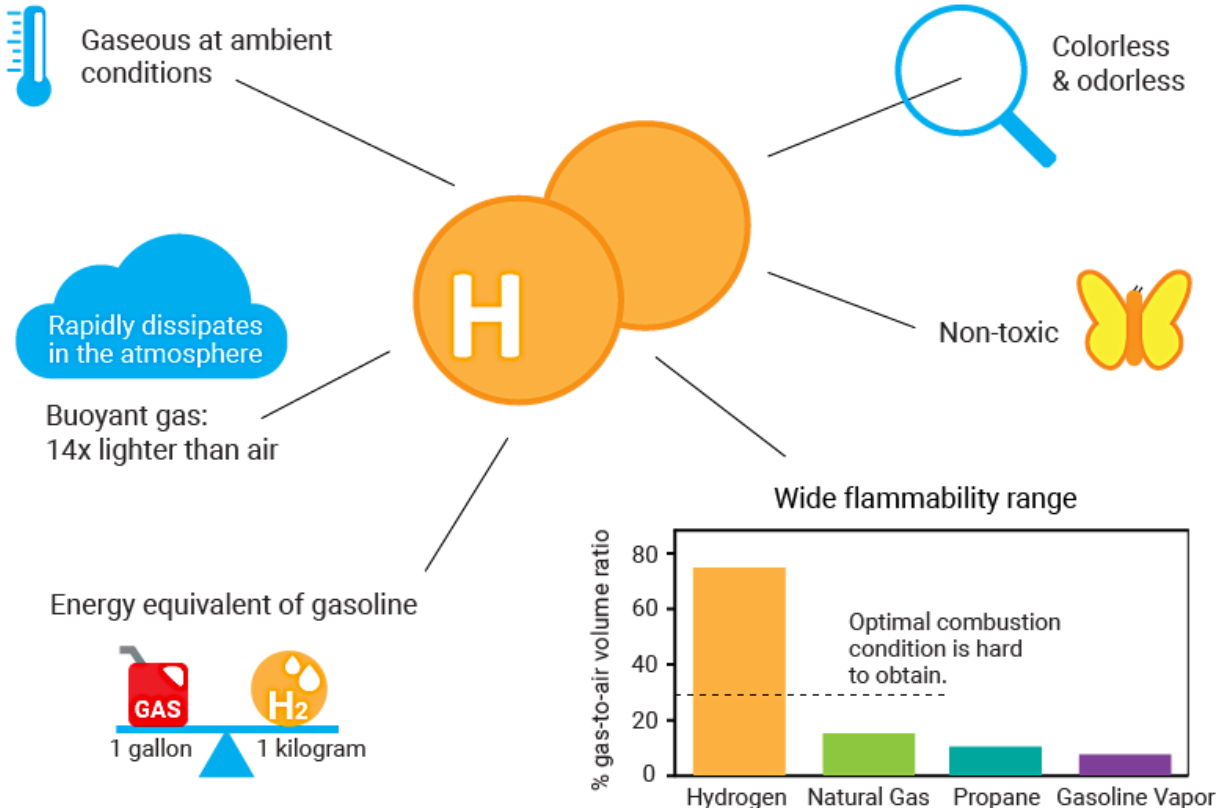 Gaseous at ambient
conditions
Colorless
& odorless
H
Rapidly dissipates
in the atmosphere
Buoyant gas:
14x lighter than air
Non-toxic
Energy equivalent of gasoline
GAS
H₂
1 gallon
1 kilogram
Wide flammability range
% gas-to-air volume ratio
80
60
40
20
0
Optimal combustion
condition is hard
to obtain.
Hydrogen
Natural Gas
Propane
Gasoline Vapor